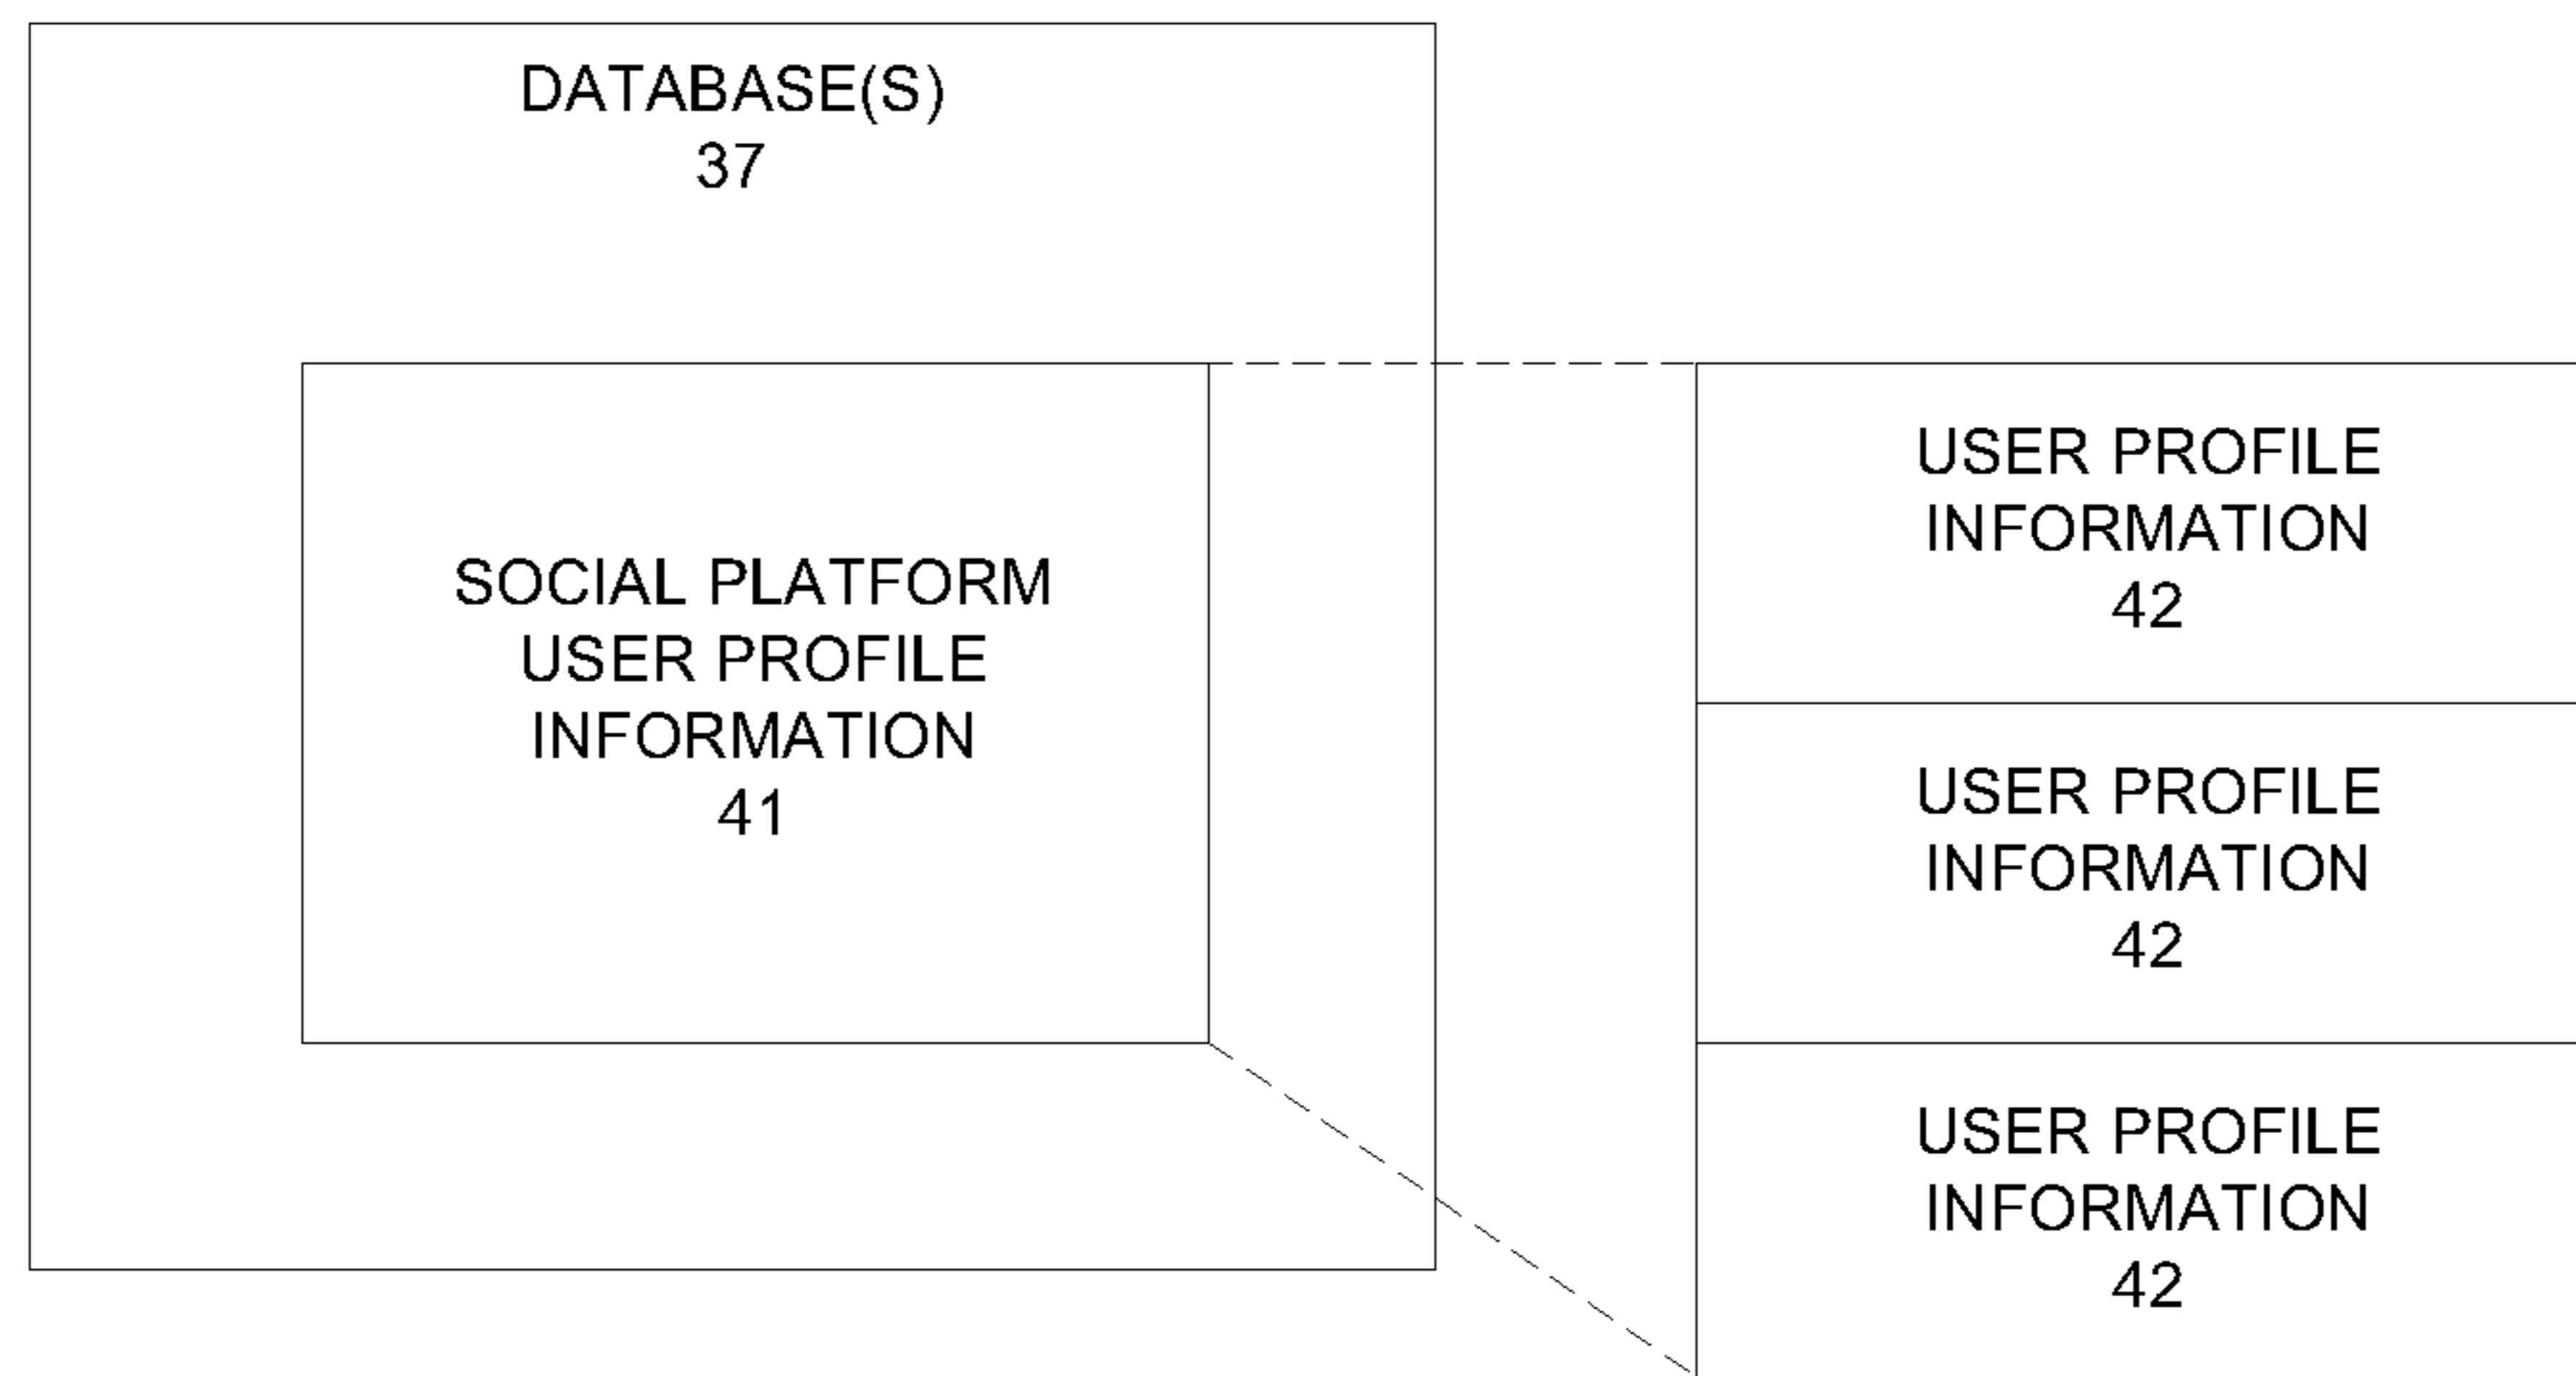 DATABASE(S)
37
SOCIAL PLATFORM
USER PROFILE
INFORMATION
41
USER PROFILE
INFORMATION
42
USER PROFILE
INFORMATION
42
USER PROFILE
INFORMATION
42